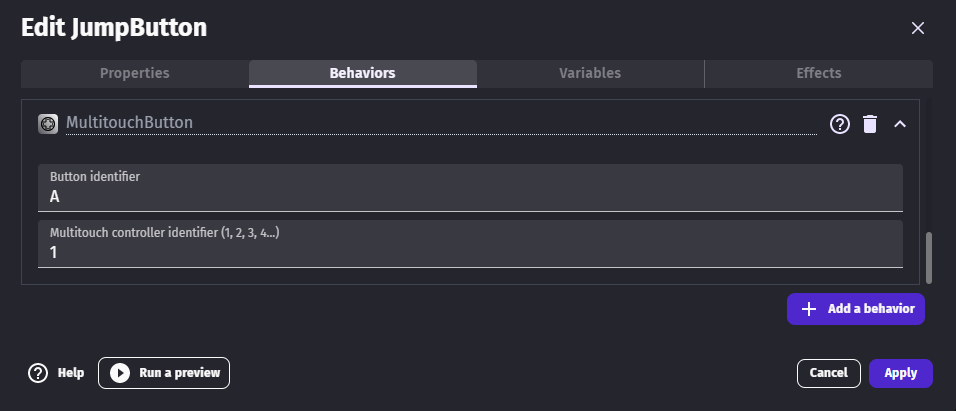 Edit JumpButton
Properties
Behaviors
Variables
Effects
MultitouchButton
Button identifier
A
Multitouch controller identifier (1, 2, 3, 4...)
1
Add a behavior
Help
Run a preview
Cancel
Apply